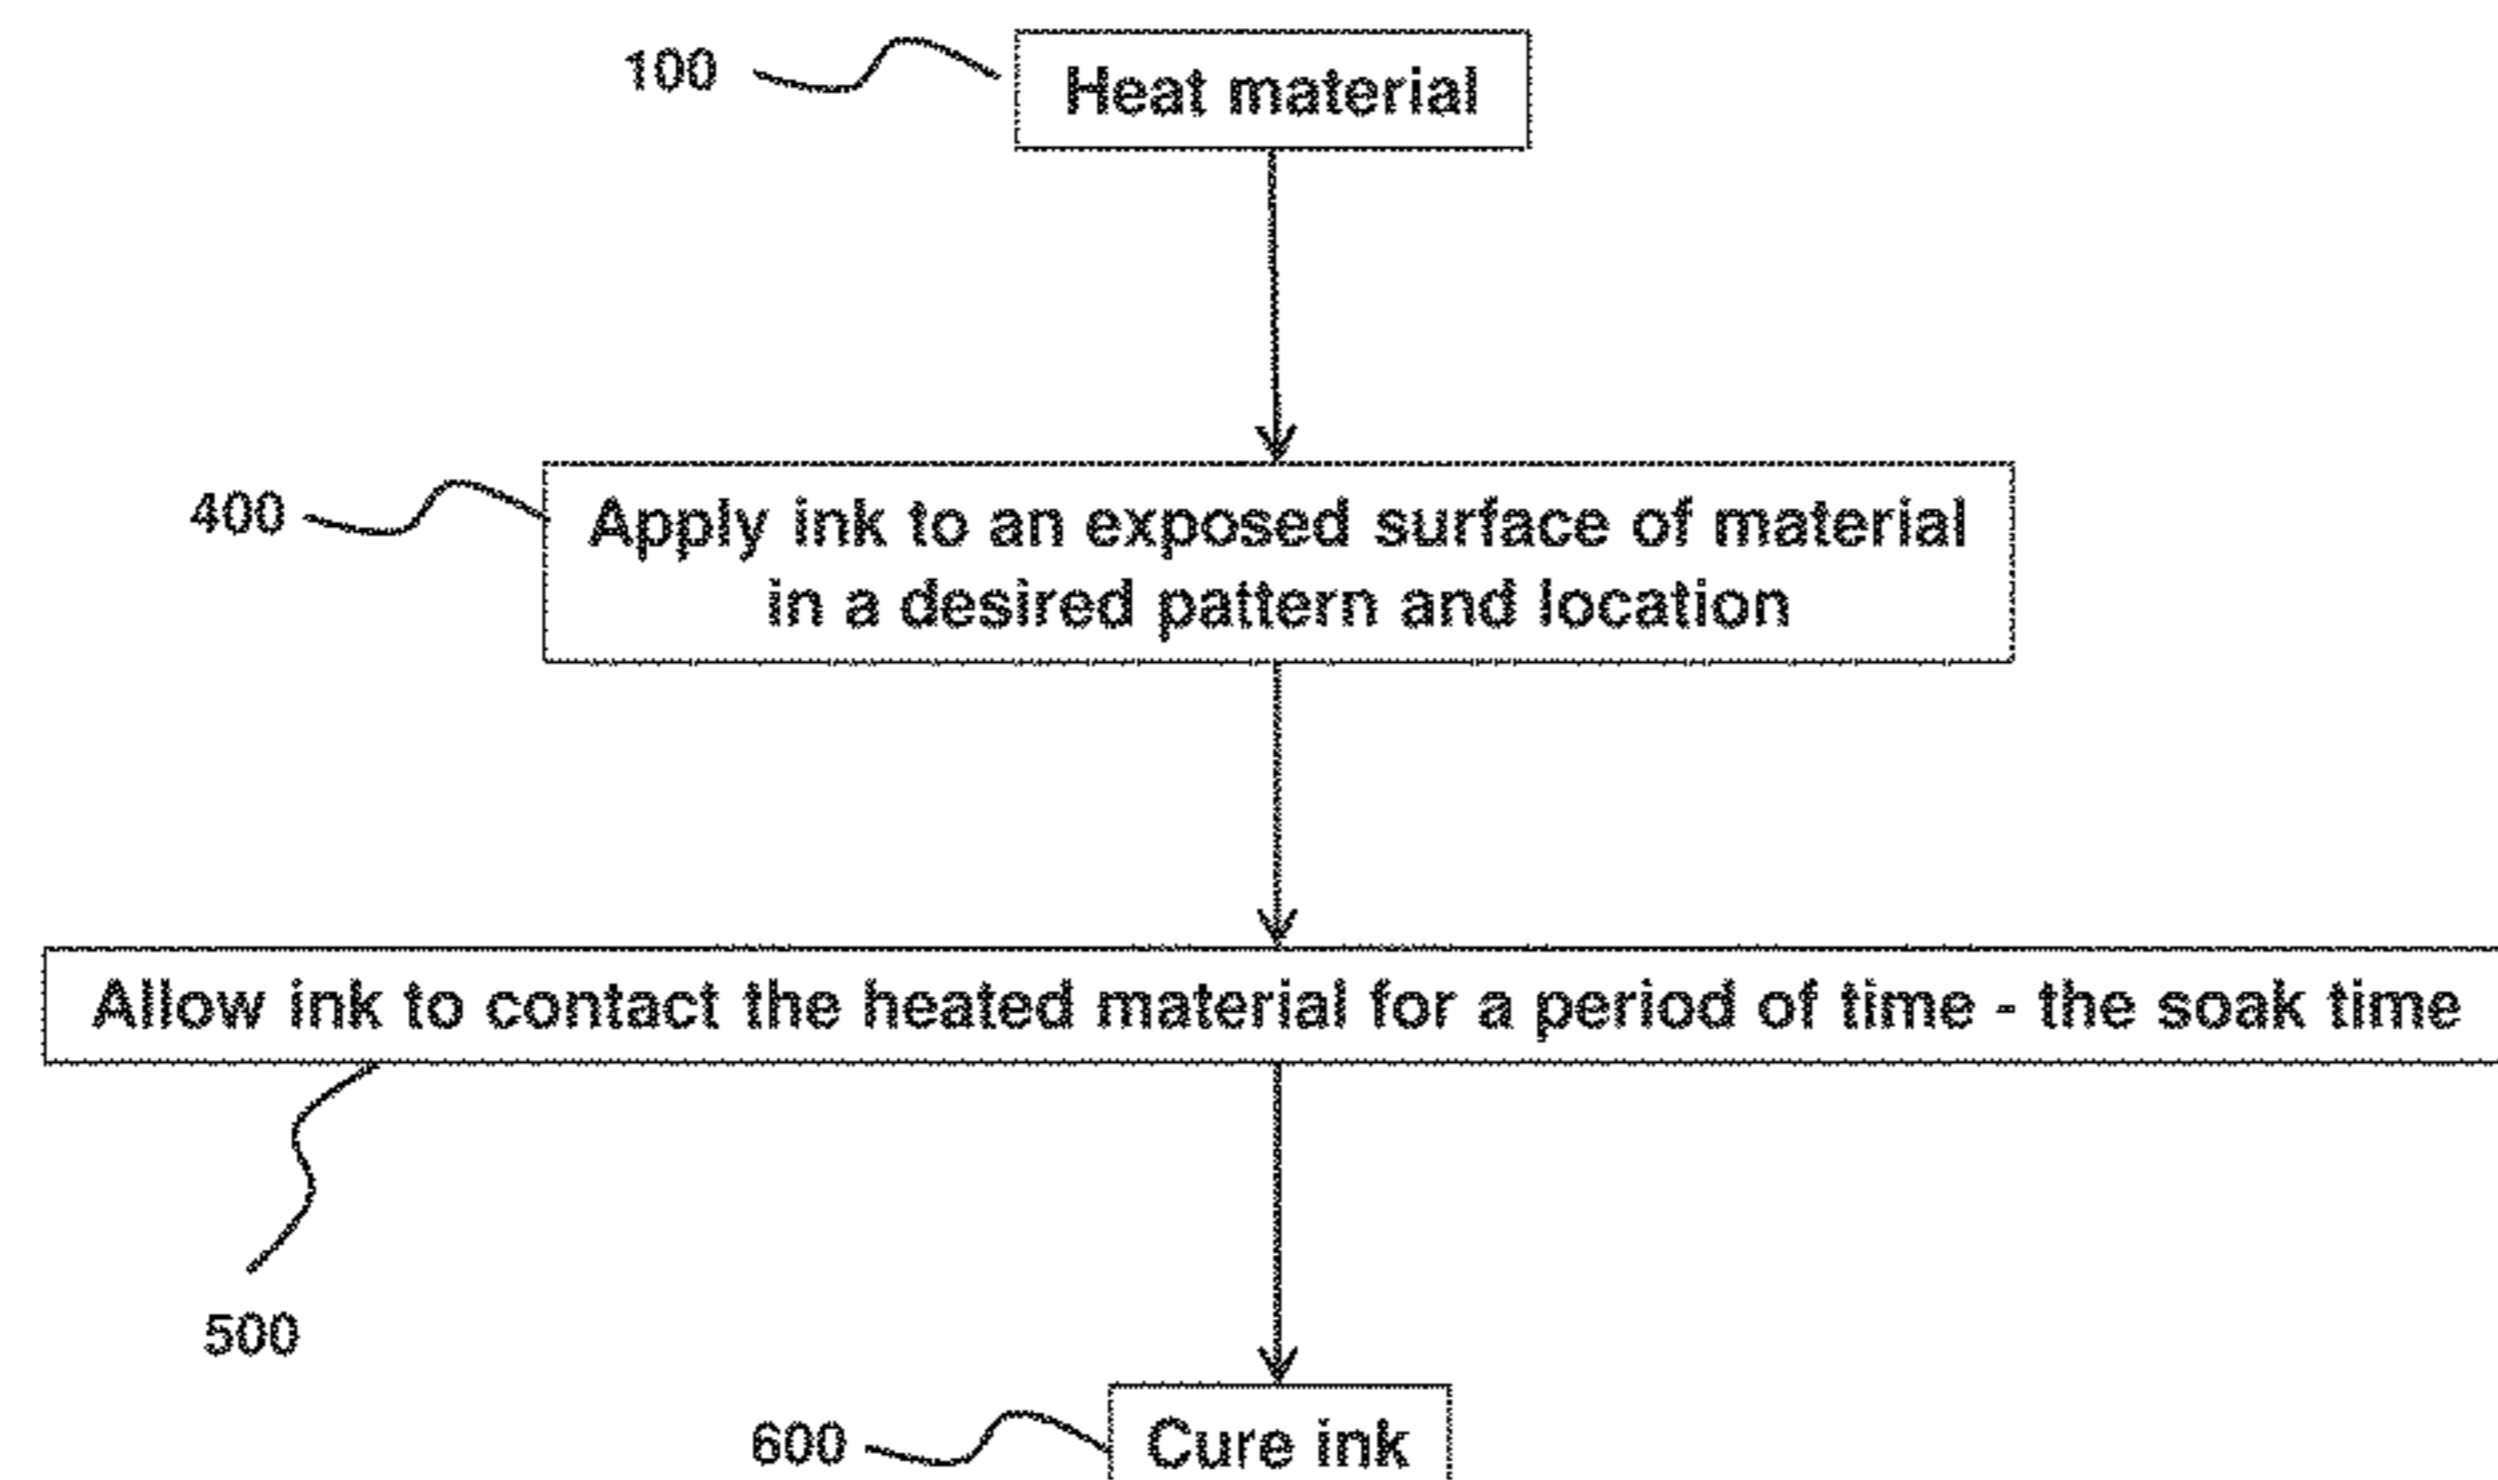 100
Heat material
400
Apply ink to an exposed surface of material
in a desired pattern and location
Allow ink to contact the heated material for a period of time - the soak time
500
600
Cure ink